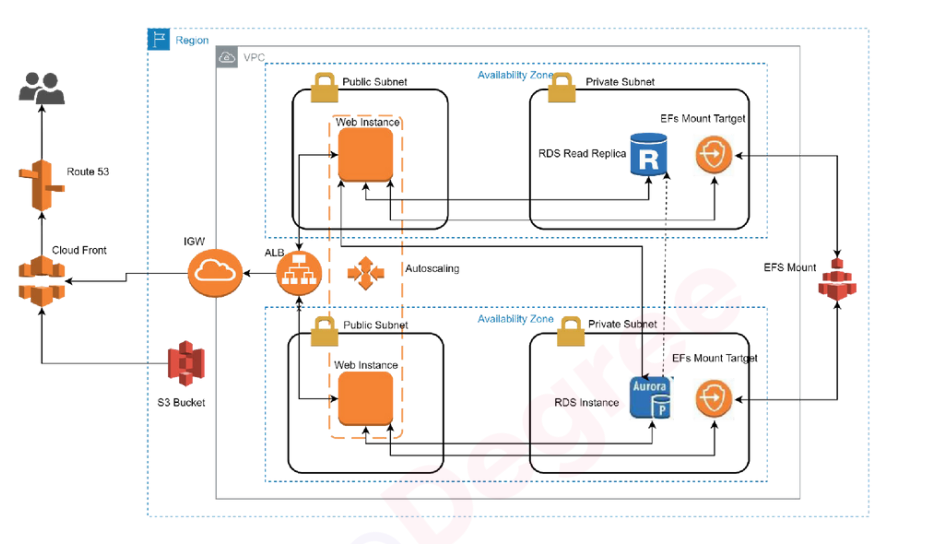 Region
VPC
Availability Zone
Public Subnet
Private Subnet
Web Instance
EFs Mount Tartget
RDS Read Replica
R
Route 53
Cloud Front
IGW
ALB
Autoscaling
EFS Mount
Availability Zone
Public Subnet
Private Subnet
Web Instance
EFs Mount Tartget
Aurora
P
RDS Instance
S3 Bucket
Degree